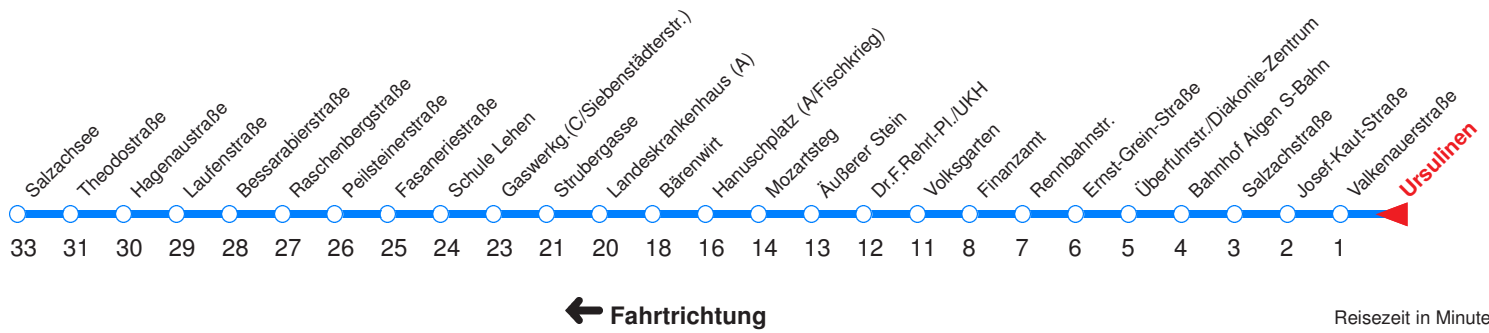 Salzachsee
Theodostraße
Hagenaustraße
Laufenstraße
Bessarabierstraße
Raschenbergstraße
Peilsteinerstraße
Fasaneriestraße
Schule Lehen
Gaswerkg.(C/Siebenstädterstr.)
Strubergasse
Landeskrankenhaus (A)
Bärenwirt
Hanuschplatz (A/Fischkrieg)
Mozartsteg
Äußerer Stein
Dr.F.Rehrl-Pl./UKH
Volksgarten
Finanzamt
Rennbahnstr.
Ernst-Grein-Straße
Überfuhrstr./Diakonie-Zentrum
Bahnhof Aigen S-Bahn
Salzachstraße
Josef-Kaut-Straße
Valkenauerstraße
Ursulinen
33 31 30 29 28 27 26 25 24 23 21 20 18 16 14 13 12 11 8 7 6 5 4 3 2 1
Fahrtrichtung
Reisezeit in Minute